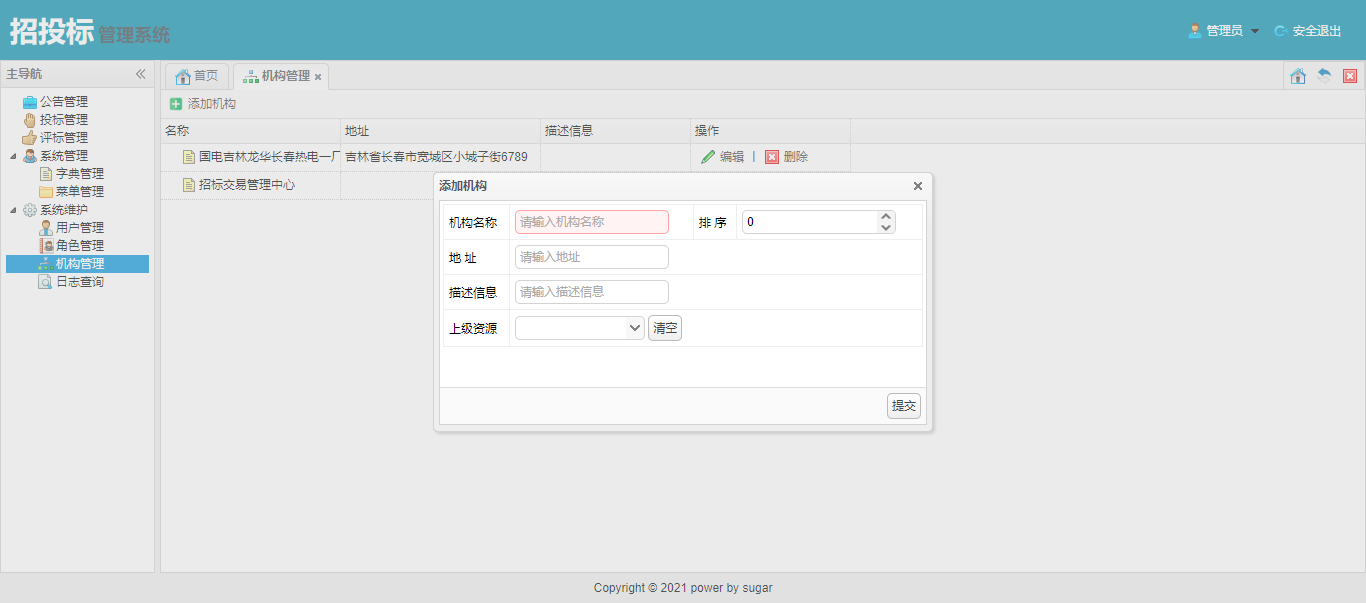 招投标 管理系统
管理员 安全退出
主导航
公告管理
投标管理
评标管理
系统管理
字典管理
菜单管理
系统维护
用户管理
角色管理
机构管理
日志查询
首页 机构管理
添加机构
名称 地址 描述信息 操作
国电吉林龙华长春热电一厂 吉林省长春市宽城区小城子街6789 编辑 | 删除
招标交易管理中心
添加机构
机构名称 请输入机构名称 排 序 0
地 址 请输入地址
描述信息 请输入描述信息
上级资源 清空
提交
Copyright © 2021 power by sugar